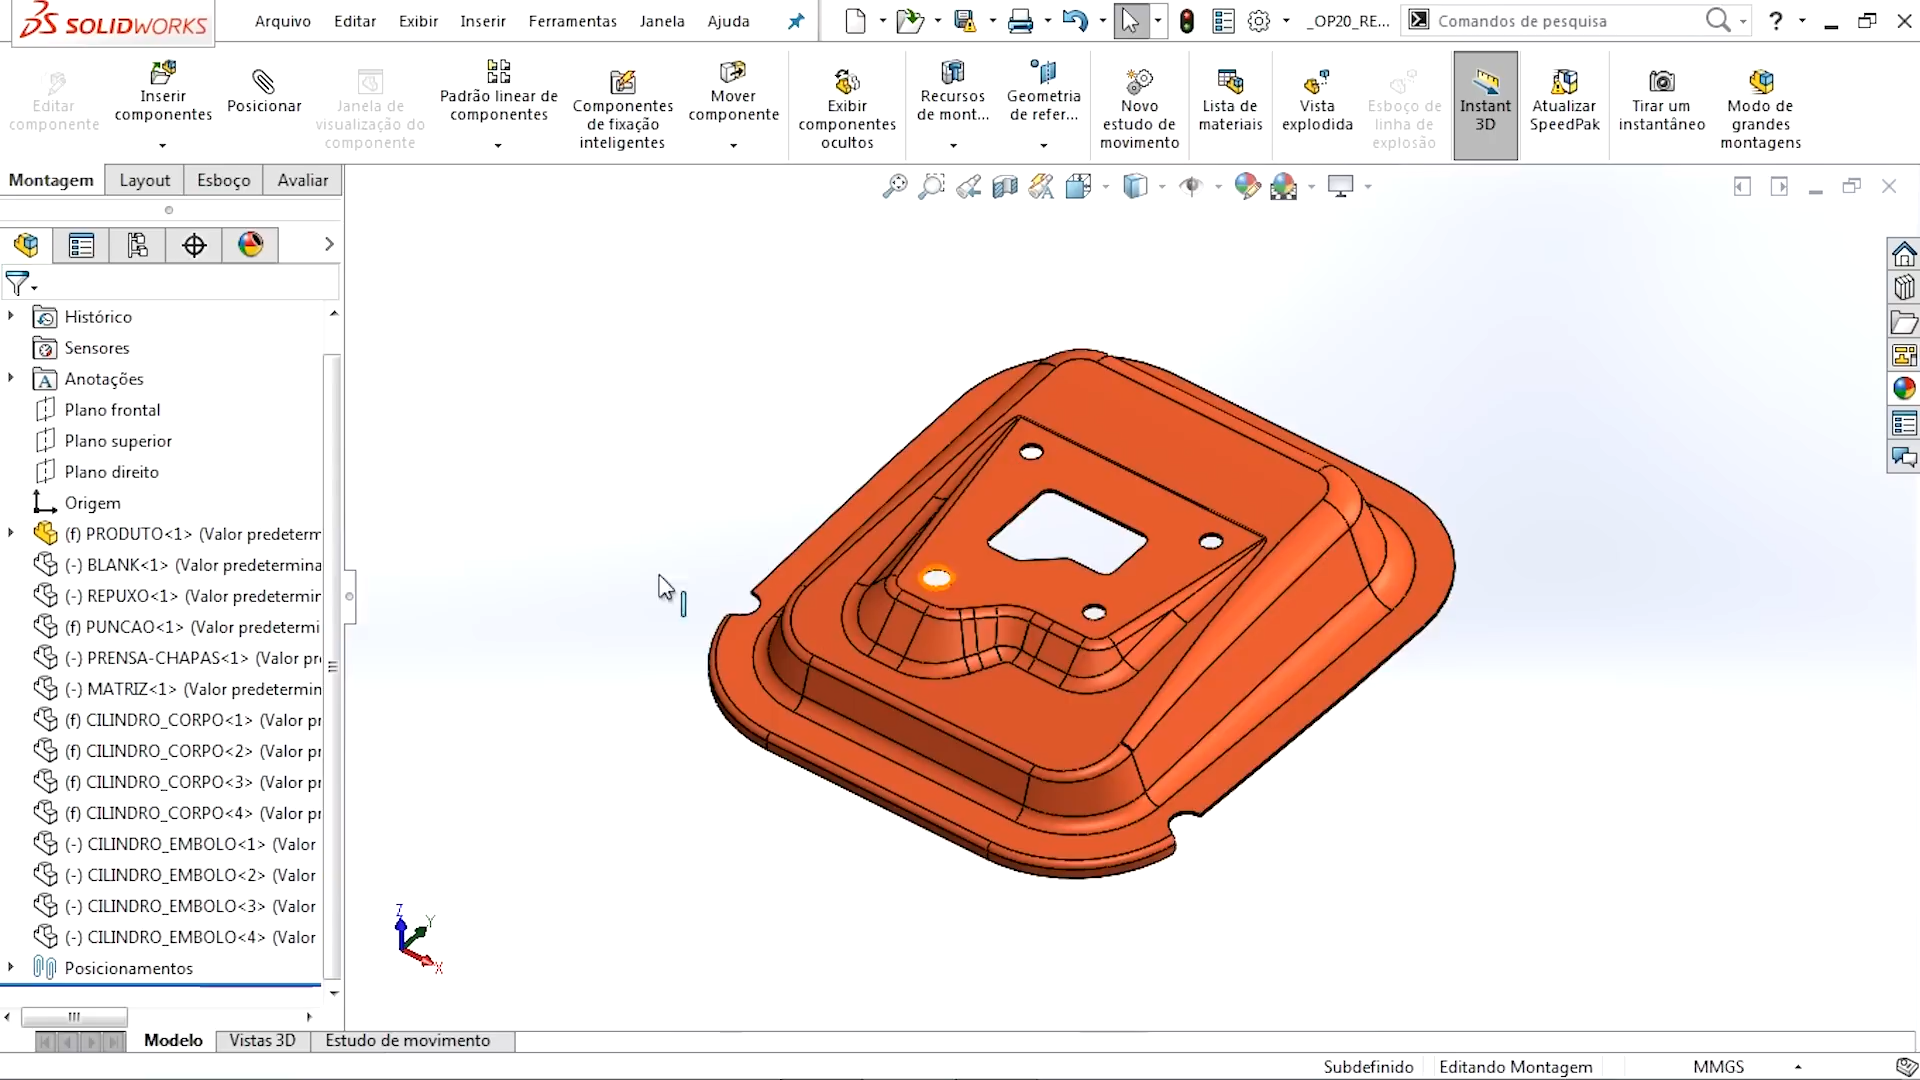 SOLIDWORKS
Arquivo Editar Exibir Inserir Ferramentas Janela Ajuda
_OP20_RE...
Comandos de pesquisa
?
Editar componente
Inserir componentes
Posicionar
Janela de visualização do componente
Padrão linear de componentes
Componentes de fixação inteligentes
Mover componente
Exibir componentes ocultos
Recursos de mont...
Geometria de refer...
Novo estudo de movimento
Lista de materiais
Vista explodida
Esboço de linha de explosão
Instant 3D
Atualizar SpeedPak
Tirar um instantâneo
Modo de grandes montagens
Montagem Layout Esboço Avaliar
Histórico
Sensores
Anotações
Plano frontal
Plano superior
Plano direito
Origem
(f) PRODUTO<1> (Valor predeterm
(-) BLANK<1> (Valor predetermina
(-) REPUXO<1> (Valor predetermin
(f) PUNCAO<1> (Valor predetermi
(-) PRENSA-CHAPAS<1> (Valor pr
(-) MATRIZ<1> (Valor predetermin
(f) CILINDRO_CORPO<1> (Valor pr
(f) CILINDRO_CORPO<2> (Valor pr
(f) CILINDRO_CORPO<3> (Valor pr
(f) CILINDRO_CORPO<4> (Valor pr
(-) CILINDRO_EMBOLO<1> (Valor
(-) CILINDRO_EMBOLO<2> (Valor
(-) CILINDRO_EMBOLO<3> (Valor
(-) CILINDRO_EMBOLO<4> (Valor
Posicionamentos
Z
Y
X
Modelo Vistas 3D Estudo de movimento
Subdefinido Editando Montagem MMGS